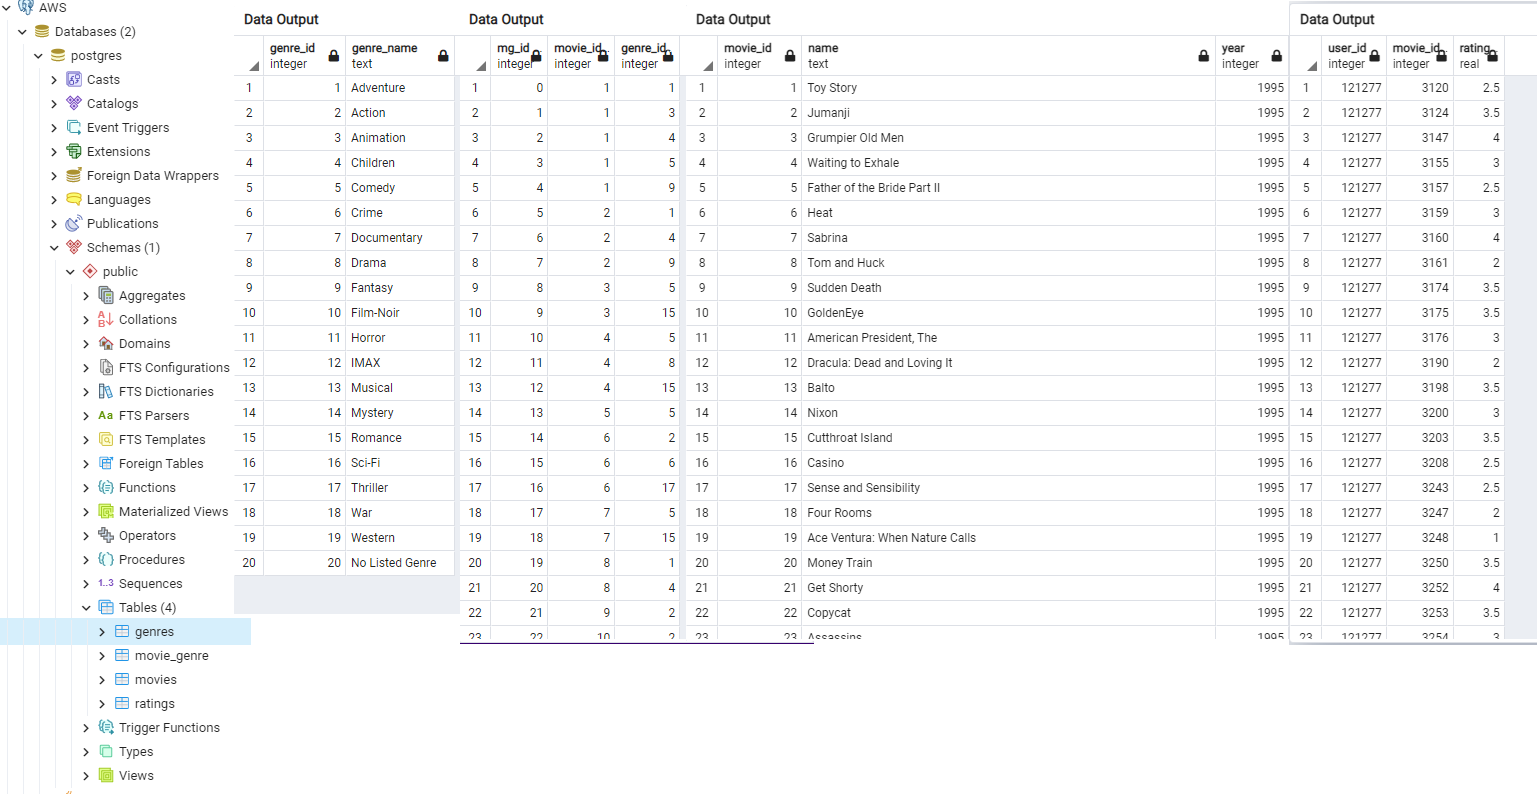 AWS
Databases (2)
postgres
Casts
Catalogs
Event Triggers
Extensions
Foreign Data Wrappers
Languages
Publications
Schemas (1)
public
Aggregates
Collations
Domains
FTS Configurations
FTS Dictionaries
Aa FTS Parsers
FTS Templates
Foreign Tables
Functions
Materialized Views
Operators
Procedures
1..3 Sequences
Tables (4)
genres
movie_genre
movies
ratings
Trigger Functions
Types
Views
Data Output
genre_id genre_name
integer text
1 1 Adventure
2 2 Action
3 3 Animation
4 4 Children
5 5 Comedy
6 6 Crime
7 7 Documentary
8 8 Drama
9 9 Fantasy
10 10 Film-Noir
11 11 Horror
12 12 IMAX
13 13 Musical
14 14 Mystery
15 15 Romance
16 16 Sci-Fi
17 17 Thriller
18 18 War
19 19 Western
20 20 No Listed Genre
Data Output
mg_id movie_id genre_id
integer integer integer
1 0 1 1
2 1 1 3
3 2 1 4
4 3 1 5
5 4 1 9
6 5 2 1
7 6 2 4
8 7 2 9
9 8 3 5
10 9 3 15
11 10 4 5
12 11 4 8
13 12 4 15
14 13 5 5
15 14 6 2
16 15 6 6
17 16 6 17
18 17 7 5
19 18 7 15
20 19 8 1
21 20 8 4
22 21 9 2
23 22 10 2
Data Output
movie_id name year
integer text integer
1 1 Toy Story 1995
2 2 Jumanji 1995
3 3 Grumpier Old Men 1995
4 4 Waiting to Exhale 1995
5 5 Father of the Bride Part II 1995
6 6 Heat 1995
7 7 Sabrina 1995
8 8 Tom and Huck 1995
9 9 Sudden Death 1995
10 10 GoldenEye 1995
11 11 American President, The 1995
12 12 Dracula: Dead and Loving It 1995
13 13 Balto 1995
14 14 Nixon 1995
15 15 Cutthroat Island 1995
16 16 Casino 1995
17 17 Sense and Sensibility 1995
18 18 Four Rooms 1995
19 19 Ace Ventura: When Nature Calls 1995
20 20 Money Train 1995
21 21 Get Shorty 1995
22 22 Copycat 1995
23 23 Assassins 1995
Data Output
user_id movie_id rating
integer integer real
1 121277 3120 2.5
2 121277 3124 3.5
3 121277 3147 4
4 121277 3155 3
5 121277 3157 2.5
6 121277 3159 3
7 121277 3160 4
8 121277 3161 2
9 121277 3174 3.5
10 121277 3175 3.5
11 121277 3176 3
12 121277 3190 2
13 121277 3198 3.5
14 121277 3200 3
15 121277 3203 3.5
16 121277 3208 2.5
17 121277 3243 2.5
18 121277 3247 2
19 121277 3248 1
20 121277 3250 3.5
21 121277 3252 4
22 121277 3253 3.5
23 121277 3254 3